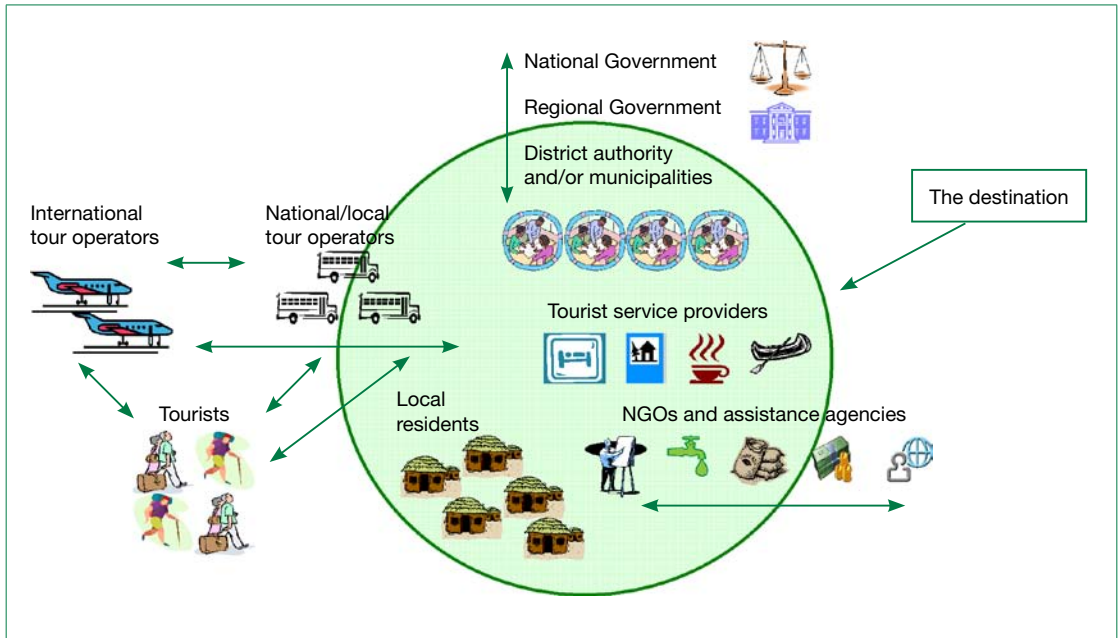 National Government
Regional Government
District authority
and/or municipalities
The destination
International
tour operators
National/local
tour operators
Tourist service providers
Tourists
Local
residents
NGOs and assistance agencies